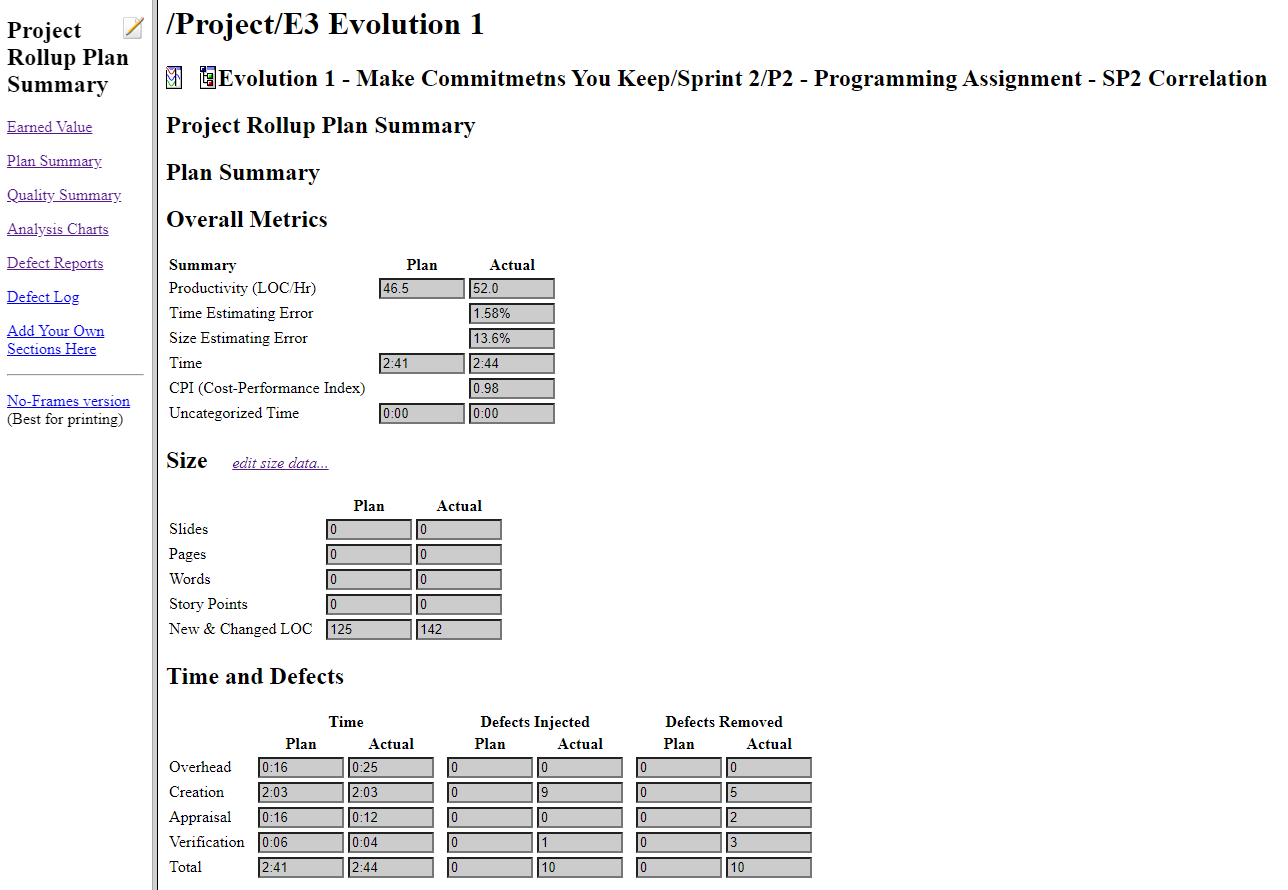 Project
Rollup Plan
Summary
Earned Value
Plan Summary
Quality Summary
Analysis Charts
Defect Reports
Defect Log
Add Your Own
Sections Here
No-Frames version
(Best for printing)
/Project/E3 Evolution 1
Evolution 1 - Make Commitmetns You Keep/Sprint 2/P2 - Programming Assignment - SP2 Correlation
Project Rollup Plan Summary
Plan Summary
Overall Metrics
Summary Plan Actual
Productivity (LOC/Hr) 46.5 52.0
Time Estimating Error 1.58%
Size Estimating Error 13.6%
Time 2:41 2:44
CPI (Cost-Performance Index) 0.98
Uncategorized Time 0:00 0:00
Size edit size data...
Plan Actual
Slides 0 0
Pages 0 0
Words 0 0
Story Points 0 0
New & Changed LOC 125 142
Time and Defects
Time Defects Injected Defects Removed
Plan Actual Plan Actual Plan Actual
Overhead 0:16 0:25 0 0 0 0
Creation 2:03 2:03 0 9 0 5
Appraisal 0:16 0:12 0 0 0 2
Verification 0:06 0:04 0 1 0 3
Total 2:41 2:44 0 10 0 10